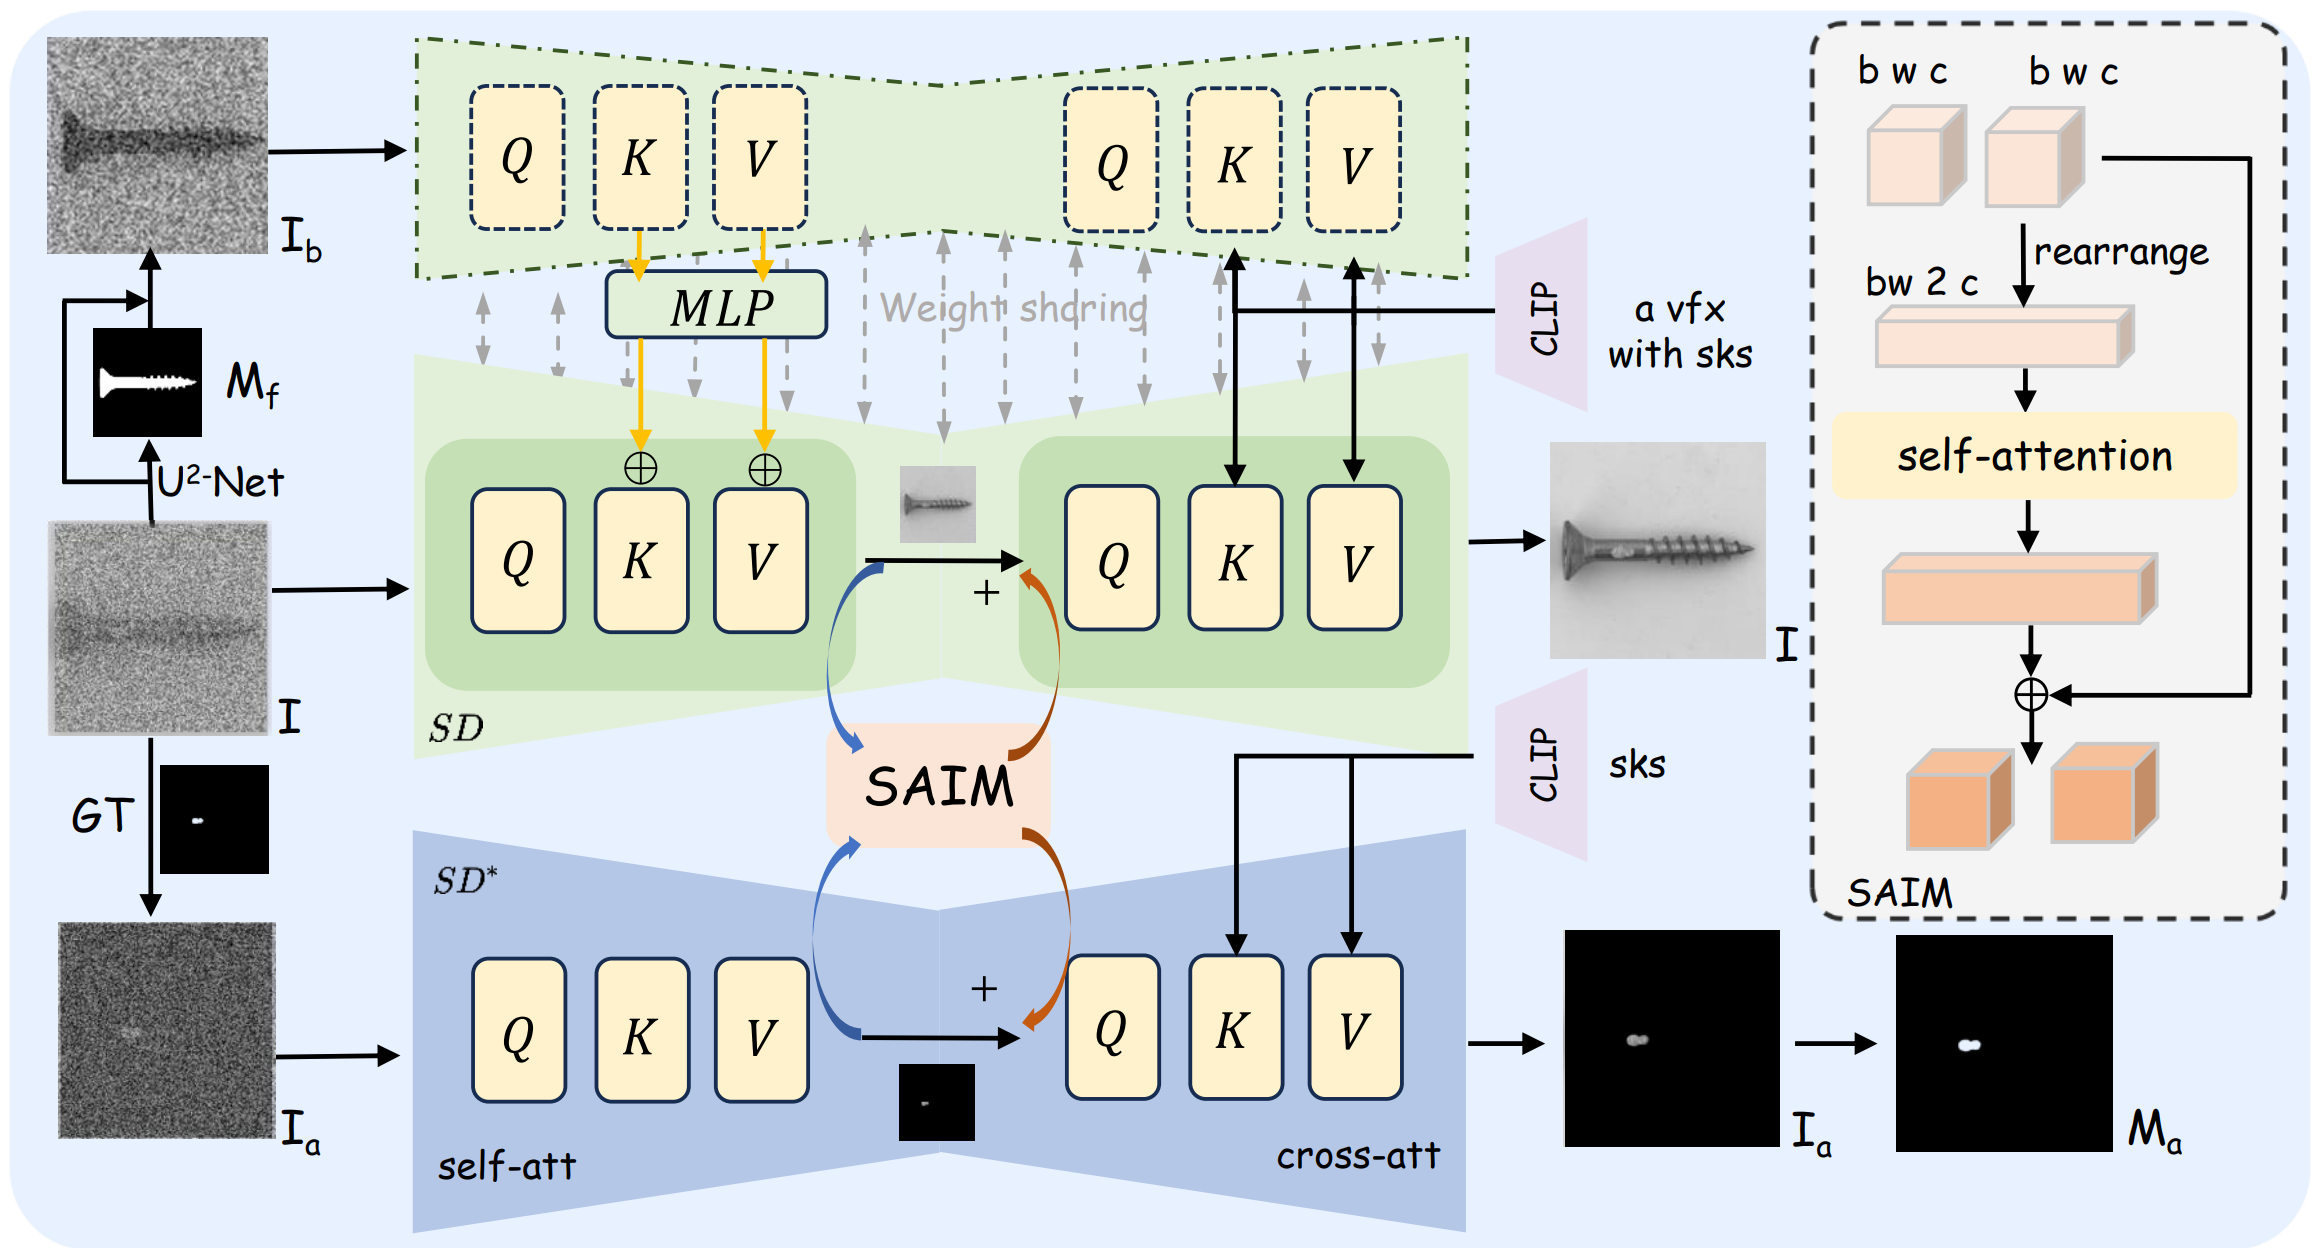 I_b
Q K V
Q K V
MLP
Weight sharing
CLIP
a vfx
with sks
M_f
U²-Net
I
Q K V
+
Q K V
I
SD
SAIM
CLIP
sks
GT
SD*
Q K V
+
Q K V
I_a
self-att
cross-att
I_a
M_a
b w c
b w c
rearrange
bw 2 c
self-attention
SAIM